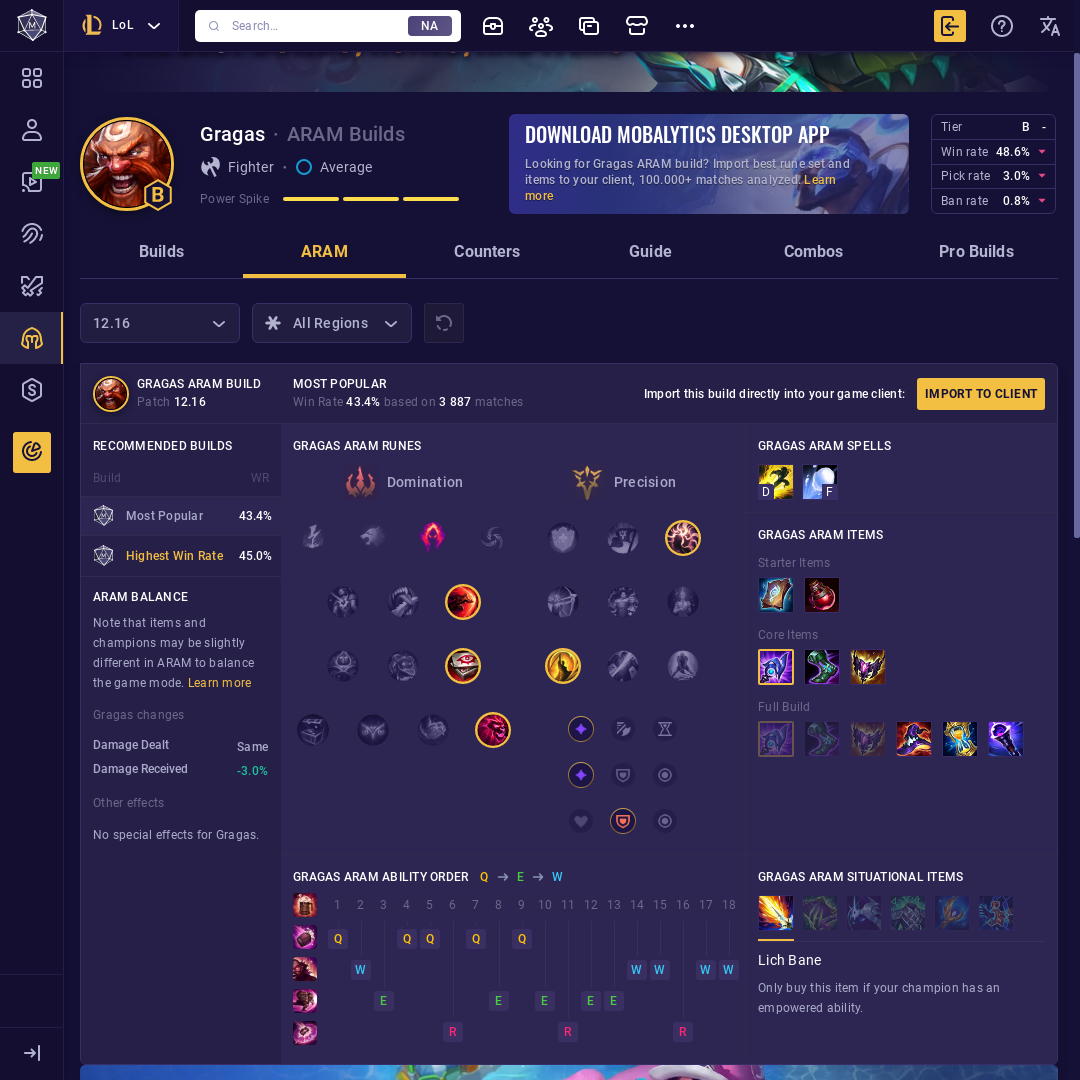 LoL
Search...
NA
NEW
B
Gragas · ARAM Builds
Fighter · Average
Power Spike
DOWNLOAD MOBALYTICS DESKTOP APP
Looking for Gragas ARAM build? Import best rune set and
items to your client, 100.000+ matches analyzed. Learn
more
Tier B -
Win rate 48.6%
Pick rate 3.0%
Ban rate 0.8%
Builds ARAM Counters Guide Combos Pro Builds
12.16
All Regions
GRAGAS ARAM BUILD
Patch 12.16
MOST POPULAR
Win Rate 43.4% based on 3 887 matches
Import this build directly into your game client:
IMPORT TO CLIENT
RECOMMENDED BUILDS
Build WR
Most Popular 43.4%
Highest Win Rate 45.0%
ARAM BALANCE
Note that items and
champions may be slightly
different in ARAM to balance
the game mode. Learn more
Gragas changes
Damage Dealt Same
Damage Received -3.0%
Other effects
No special effects for Gragas.
GRAGAS ARAM RUNES
Domination
Precision
GRAGAS ARAM SPELLS
D F
GRAGAS ARAM ITEMS
Starter Items
Core Items
Full Build
GRAGAS ARAM ABILITY ORDER Q → E → W
1 2 3 4 5 6 7 8 9 10 11 12 13 14 15 16 17 18
Q Q Q Q Q
W W W W W
E E E E E
R R R
GRAGAS ARAM SITUATIONAL ITEMS
Lich Bane
Only buy this item if your champion has an
empowered ability.